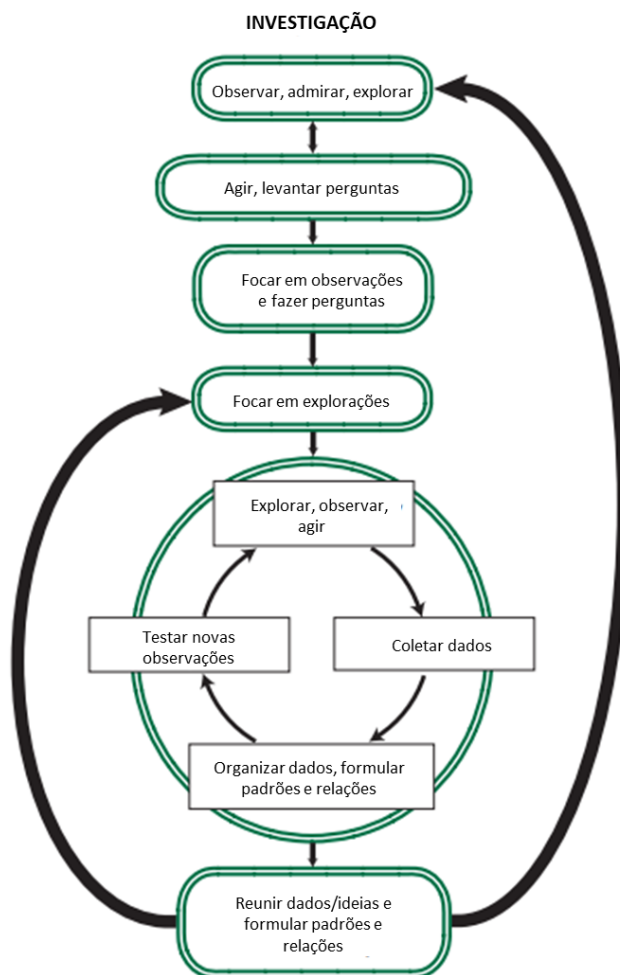 INVESTIGAÇÃO
Observar, admirar, explorar
Agir, levantar perguntas
Focar em observações
e fazer perguntas
Focar em explorações
Explorar, observar,
agir
Testar novas
observações
Coletar dados
Organizar dados, formular
padrões e relações
Reunir dados/ideias e
formular padrões e
relações